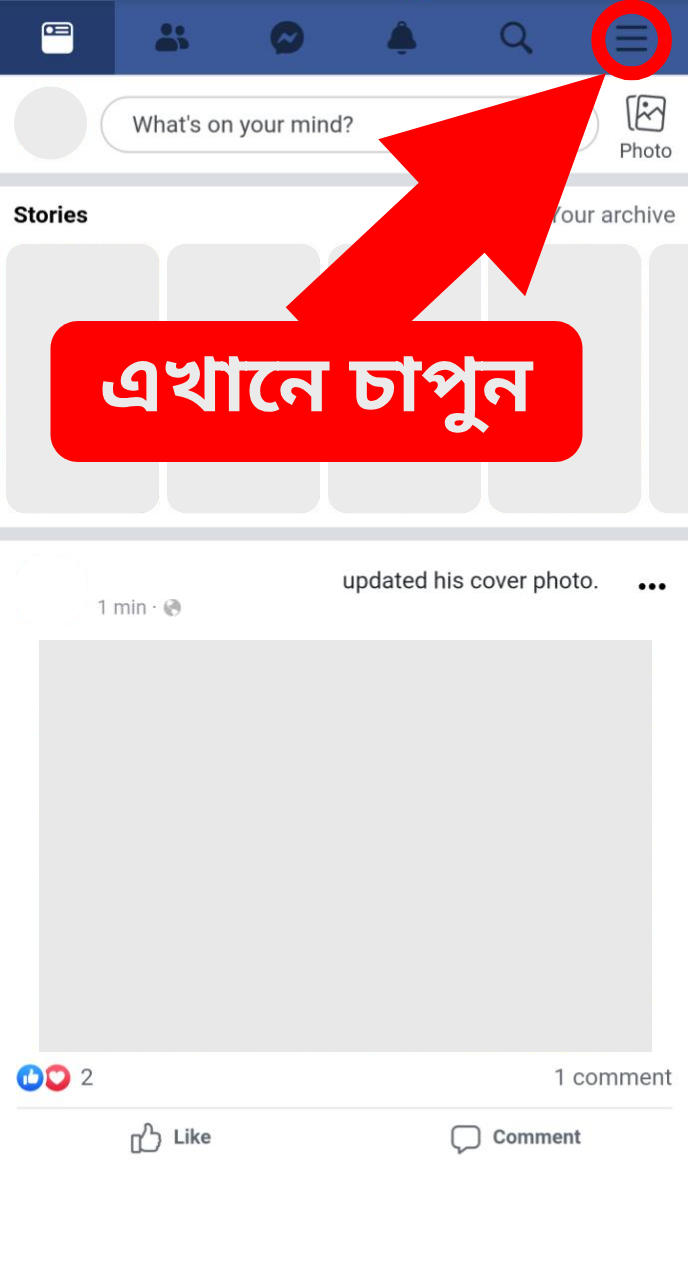 What's on your mind?
Photo
Stories
Your archive
এখানে চাপুন
updated his cover photo.
1 min ·
2
1 comment
Like
Comment